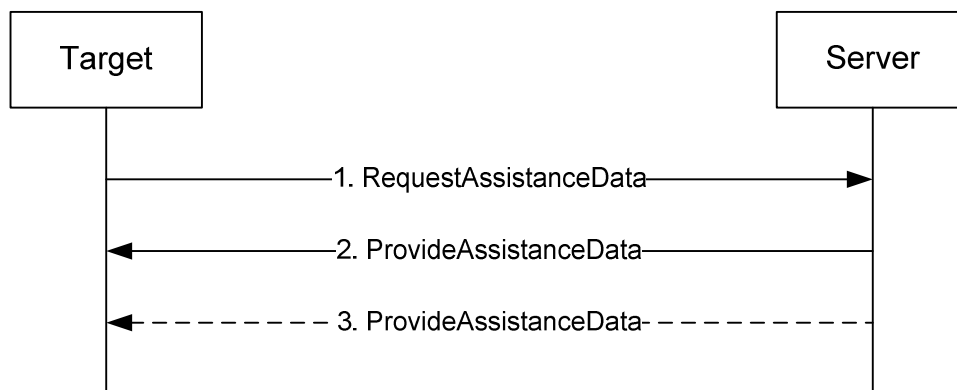 Target
Server
1. RequestAssistanceData
2. ProvideAssistanceData
3. ProvideAssistanceData